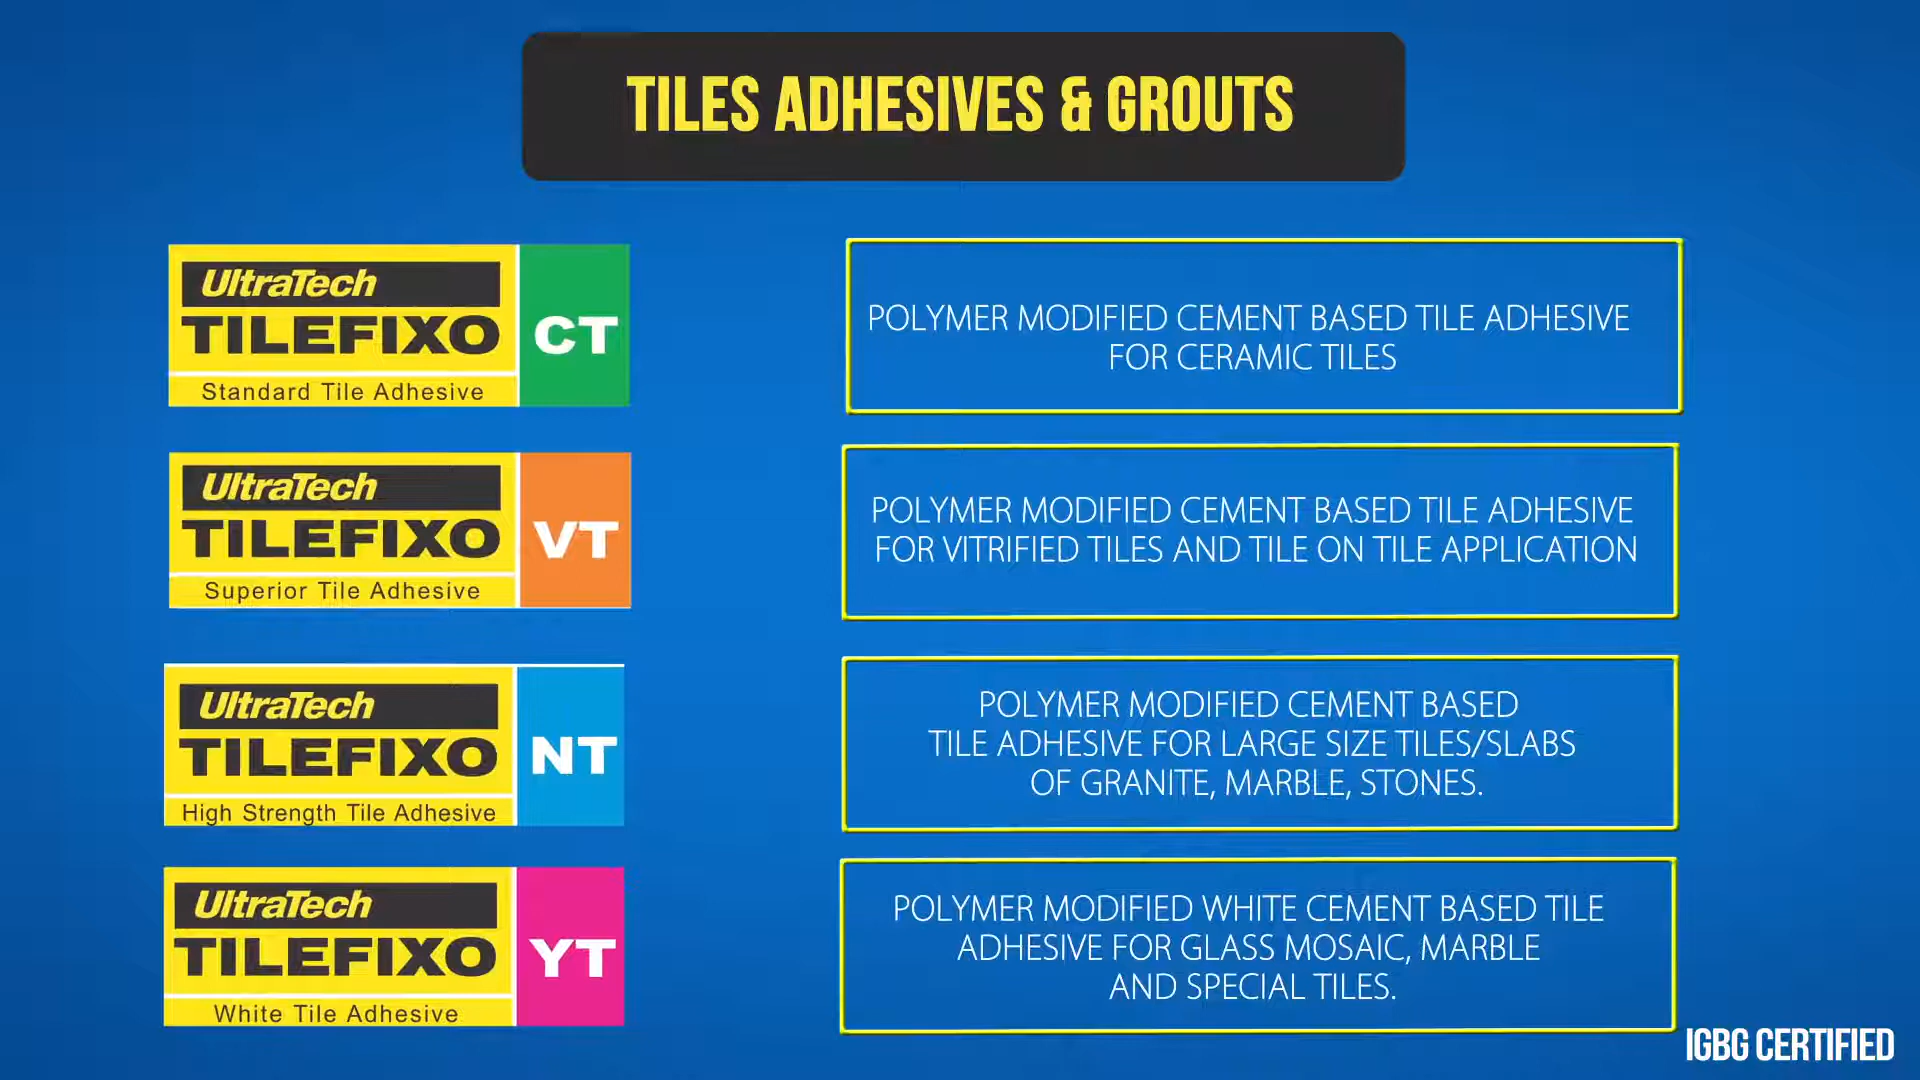 TILES ADHESIVES & GROUTS
UltraTech
TILEFIXO CT
Standard Tile Adhesive
POLYMER MODIFIED CEMENT BASED TILE ADHESIVE
FOR CERAMIC TILES
UltraTech
TILEFIXO VT
Superior Tile Adhesive
POLYMER MODIFIED CEMENT BASED TILE ADHESIVE
FOR VITRIFIED TILES AND TILE ON TILE APPLICATION
UltraTech
TILEFIXO NT
High Strength Tile Adhesive
POLYMER MODIFIED CEMENT BASED
TILE ADHESIVE FOR LARGE SIZE TILES/SLABS
OF GRANITE, MARBLE, STONES.
UltraTech
TILEFIXO YT
White Tile Adhesive
POLYMER MODIFIED WHITE CEMENT BASED TILE
ADHESIVE FOR GLASS MOSAIC, MARBLE
AND SPECIAL TILES.
IGBG CERTIFIED